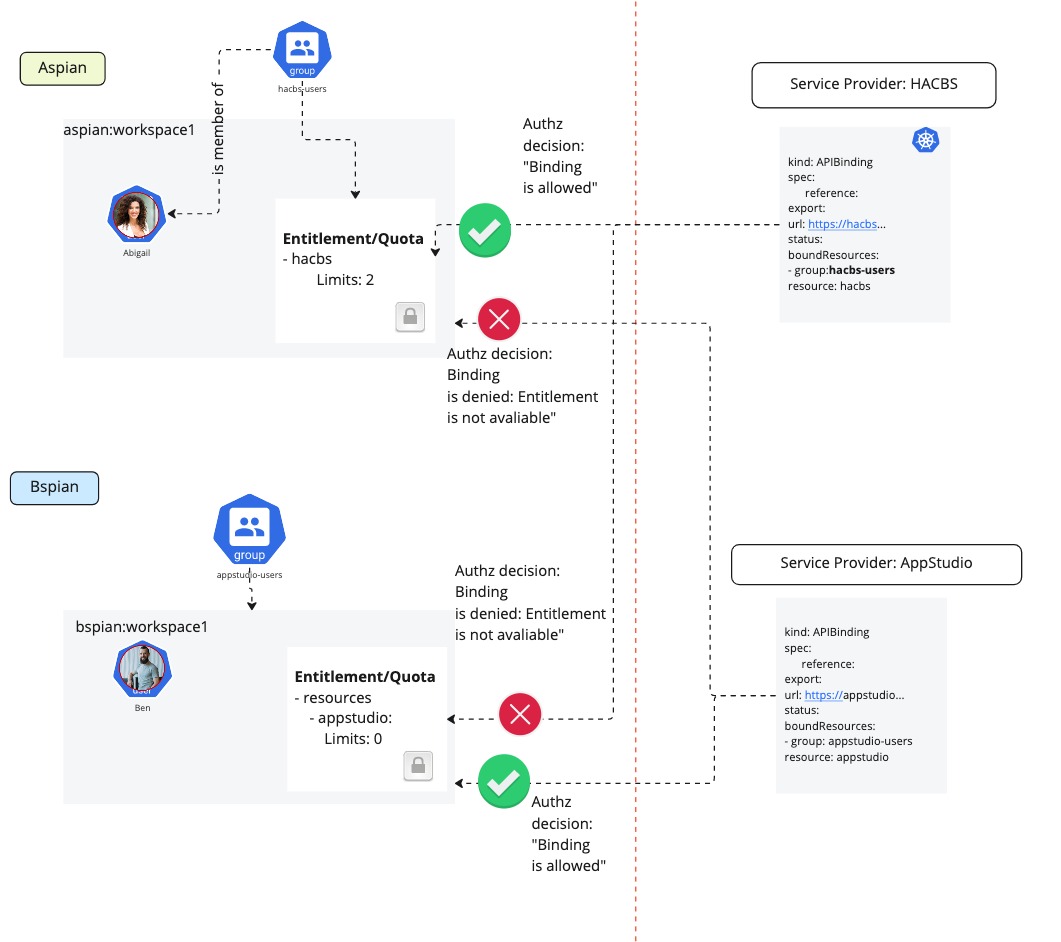 group
hacbs-users
Aspian
Service Provider: HACBS
is member of
aspian:workspace1
Abigail
Entitlement/Quota
- hacbs
Limits: 2
Authz
decision:
"Binding
is allowed"
kind: APIBinding
spec:
reference:
export:
url: https://hacbs...
status:
boundResources:
- group:hacbs-users
resource: hacbs
Authz decision:
Binding
is denied: Entitlement
is not avaliable"
Bspian
group
appstudio-users
Service Provider: AppStudio
Authz decision:
Binding
is denied: Entitlement
is not avaliable"
bspian:workspace1
user
Ben
Entitlement/Quota
- resources
- appstudio:
Limits: 0
kind: APIBinding
spec:
reference:
export:
url: https://appstudio...
status:
boundResources:
- group: appstudio-users
resource: appstudio
Authz
decision:
"Binding
is allowed"